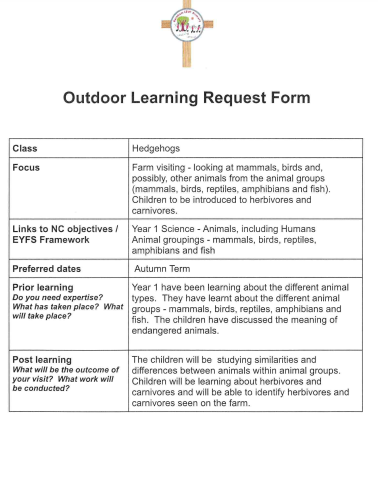 Outdoor Learning Request Form
Class
Hedgehogs
Focus
Farm visiting - looking at mammals, birds and,
possibly, other animals from the animal groups
(mammals, birds, reptiles, amphibians and fish).
Children to be introduced to herbivores and
carnivores.
Links to NC objectives /
EYFS Framework
Year 1 Science - Animals, including Humans
Animal groupings - mammals, birds, reptiles,
amphibians and fish
Preferred dates
Autumn Term
Prior learning
Do you need expertise?
What has taken place? What
will take place?
Year 1 have been learning about the different animal
types. They have learnt about the different animal
groups - mammals, birds, reptiles, amphibians and
fish. The children have discussed the meaning of
endangered animals.
Post learning
What will be the outcome of
your visit? What work will
be conducted?
The children will be studying similarities and
differences between animals within animal groups.
Children will be learning about herbivores and
carnivores and will be able to identify herbivores and
carnivores seen on the farm.